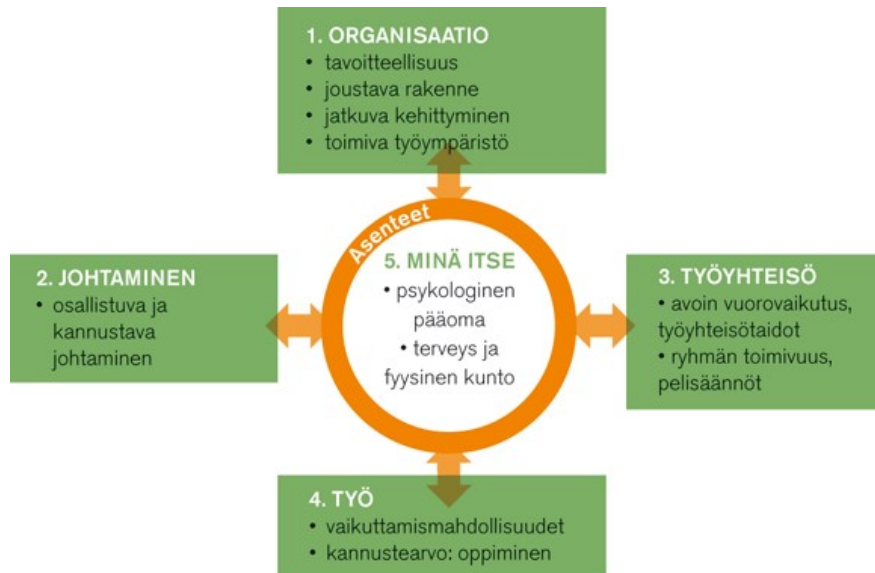 1. ORGANISAATIO
• tavoitteellisuus
• joustava rakenne
• jatkuva kehittyminen
• toimiva työympäristö
Asenteet
2. JOHTAMINEN
• osallistuva ja
kannustava
johtaminen
5. MINÄ ITSE
• psykologinen
pääoma
• terveys ja
fyysinen kunto
3. TYÖYHTEISÖ
• avoin vuorovaikutus,
työyhteisötaidot
• ryhmän toimivuus,
pelisäännöt
4. TYÖ
• vaikuttamismahdollisuudet
• kannustearvo: oppiminen